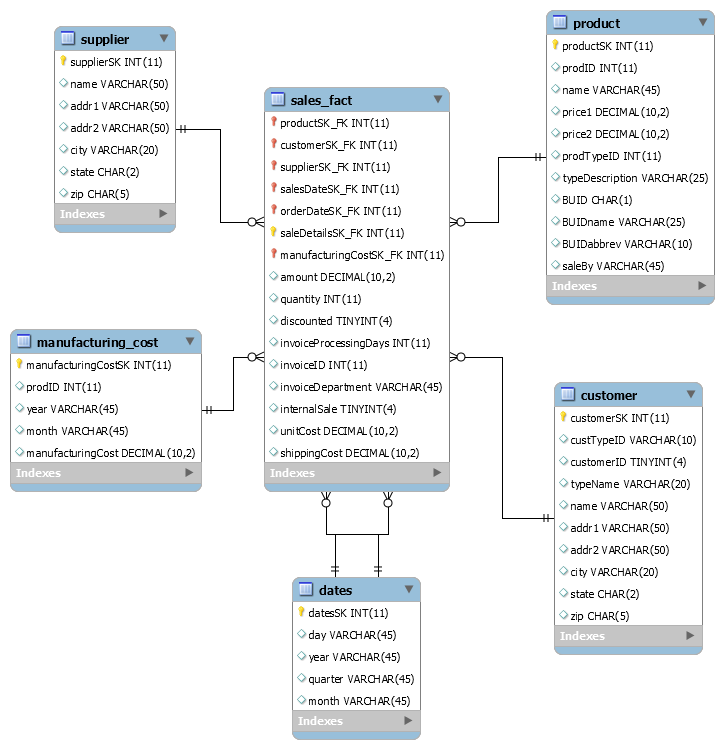 supplier
supplierSK INT(11)
name VARCHAR(50)
addr1 VARCHAR(50)
addr2 VARCHAR(50)
city VARCHAR(20)
state CHAR(2)
zip CHAR(5)
Indexes
product
productSK INT(11)
prodID INT(11)
name VARCHAR(45)
price1 DECIMAL(10,2)
price2 DECIMAL(10,2)
prodTypeID INT(11)
typeDescription VARCHAR(25)
BUID CHAR(1)
BUIDname VARCHAR(25)
BUIDabbrev VARCHAR(10)
saleBy VARCHAR(45)
Indexes
sales_fact
productSK_FK INT(11)
customerSK_FK INT(11)
supplierSK_FK INT(11)
salesDateSK_FK INT(11)
orderDateSK_FK INT(11)
saleDetailsSK_FK INT(11)
manufacturingCostSK_FK INT(11)
amount DECIMAL(10,2)
quantity INT(11)
discounted TINYINT(4)
invoiceProcessingDays INT(11)
invoiceID INT(11)
invoiceDepartment VARCHAR(45)
internalSale TINYINT(4)
unitCost DECIMAL(10,2)
shippingCost DECIMAL(10,2)
Indexes
manufacturing_cost
manufacturingCostSK INT(11)
prodID INT(11)
year VARCHAR(45)
month VARCHAR(45)
manufacturingCost DECIMAL(10,2)
Indexes
customer
customerSK INT(11)
custTypeID VARCHAR(10)
customerID TINYINT(4)
typeName VARCHAR(20)
name VARCHAR(50)
addr1 VARCHAR(50)
addr2 VARCHAR(50)
city VARCHAR(20)
state CHAR(2)
zip CHAR(5)
Indexes
dates
datesSK INT(11)
day VARCHAR(45)
year VARCHAR(45)
quarter VARCHAR(45)
month VARCHAR(45)
Indexes